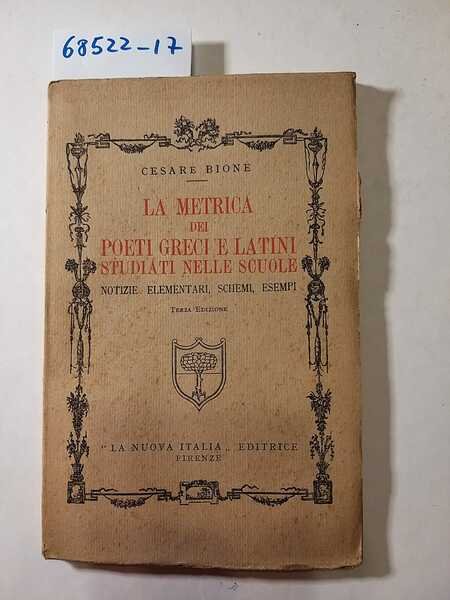 68522-17
CESARE BIONE
LA METRICA
DEI
POETI GRECI E LATINI
STUDIATI NELLE SCUOLE
NOTIZIE ELEMENTARI, SCHEMI, ESEMPI
TERZA EDIZIONE
"LA NUOVA ITALIA„ EDITRICE
FIRENZE